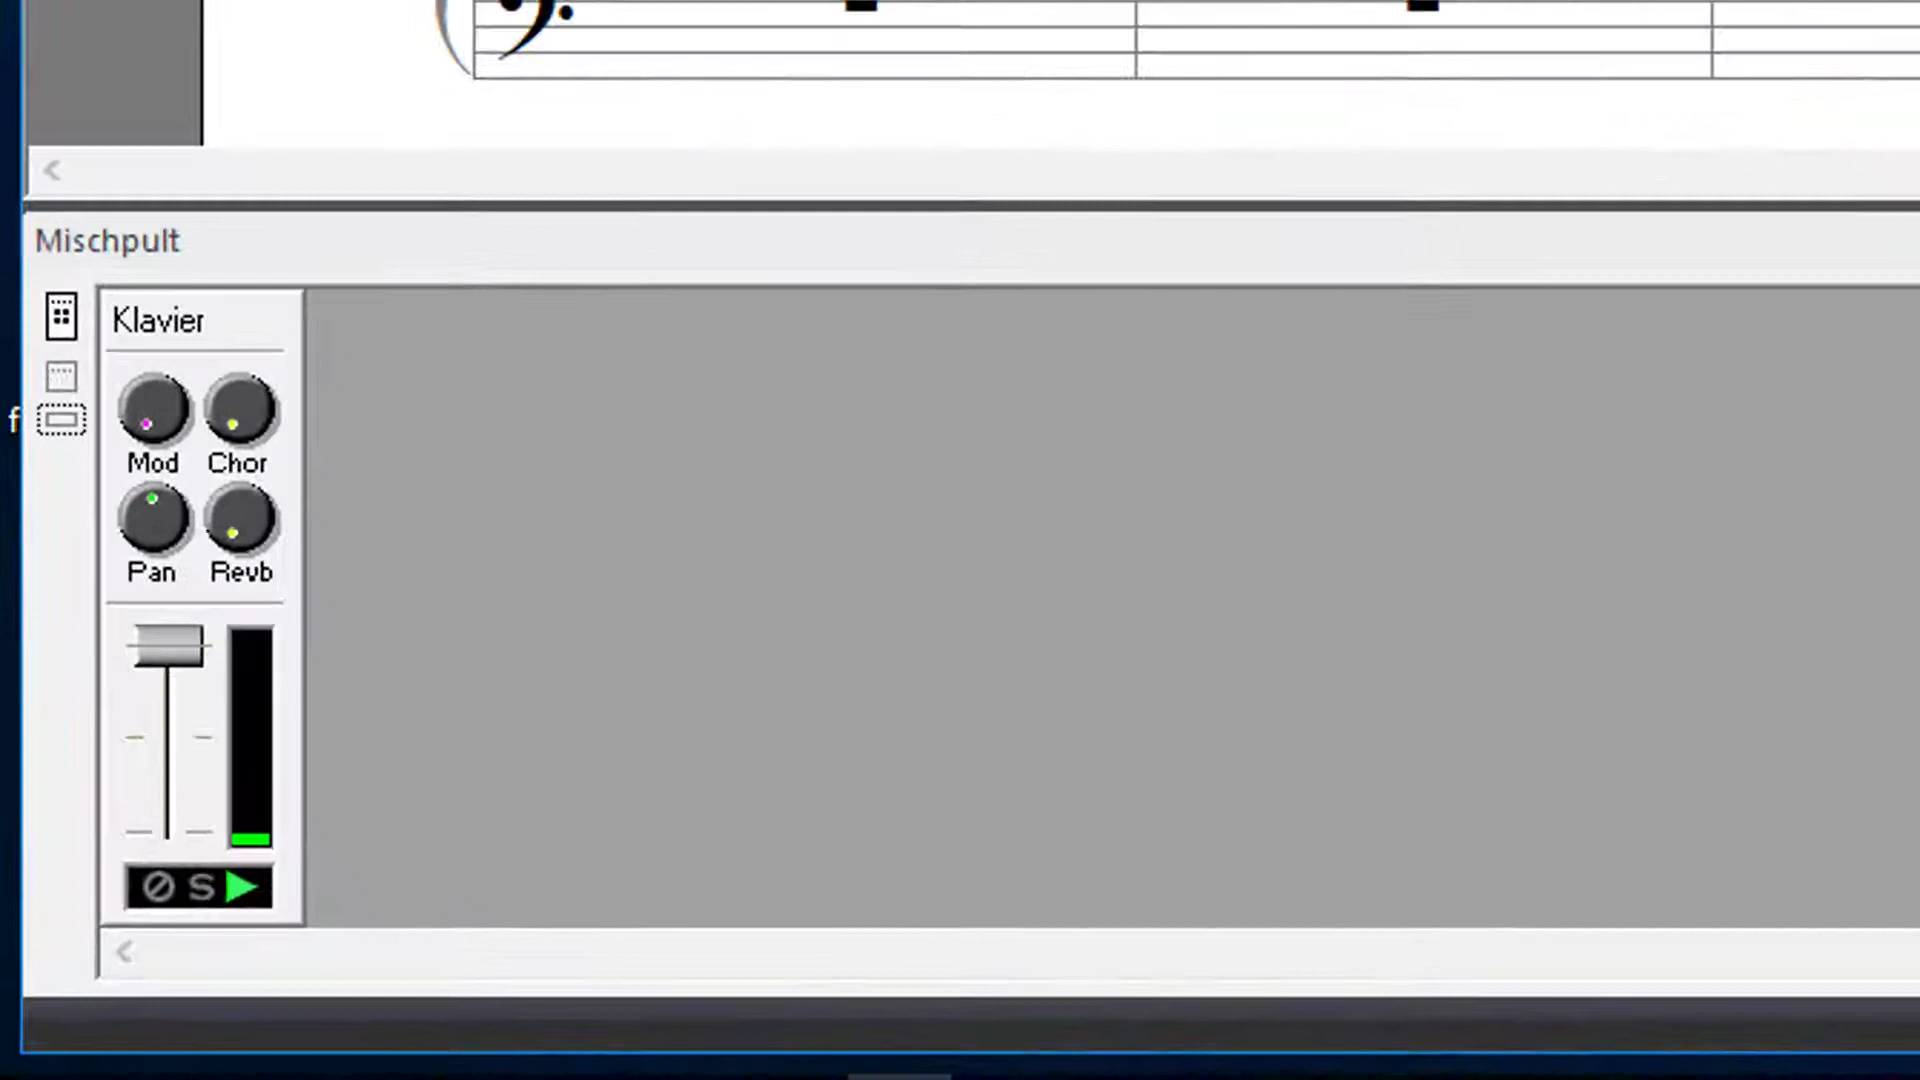 Mischpult
Klavier
f
Mod Chor
Pan Revb
S